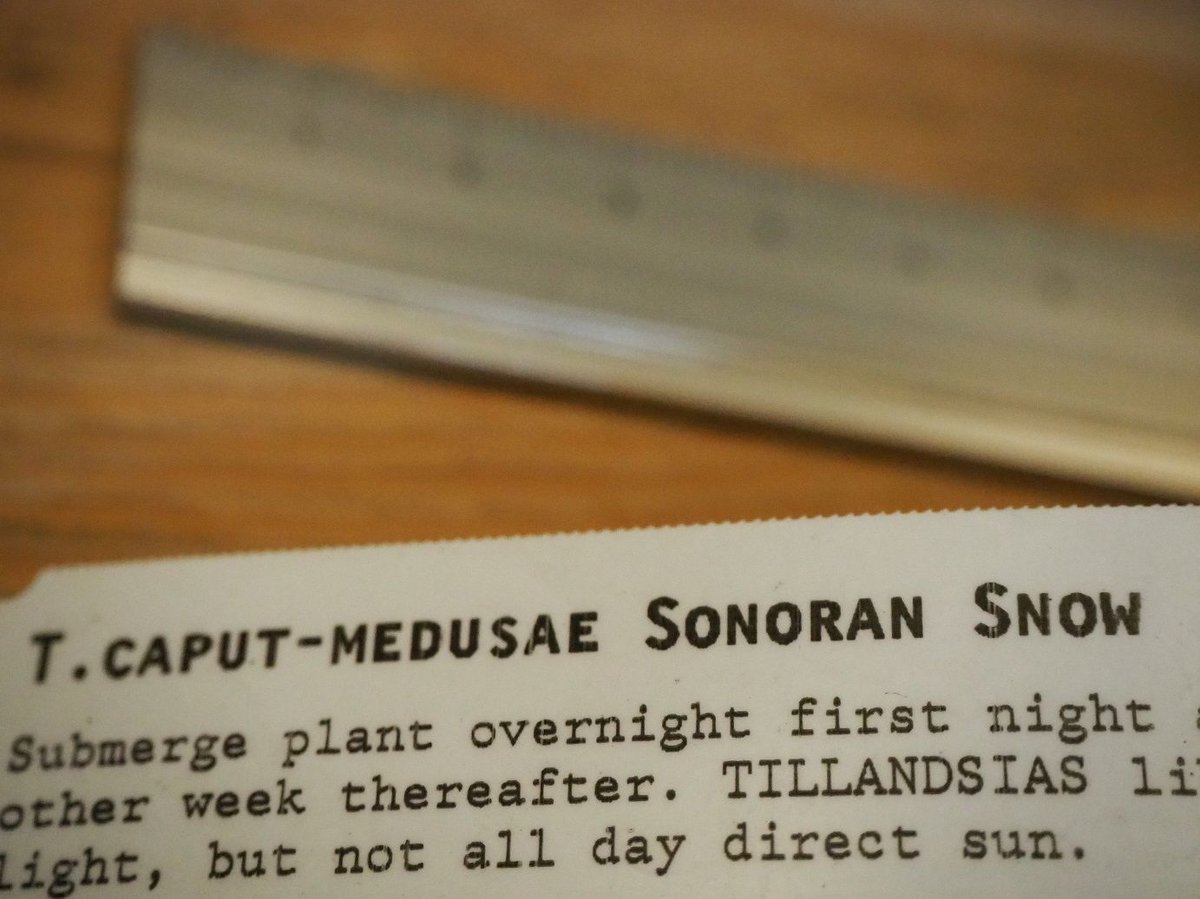 T.CAPUT-MEDUSAE SONORAN SNOW
Submerge plant overnight first night
other week thereafter. TILLANDSIAS li
light, but not all day direct sun.